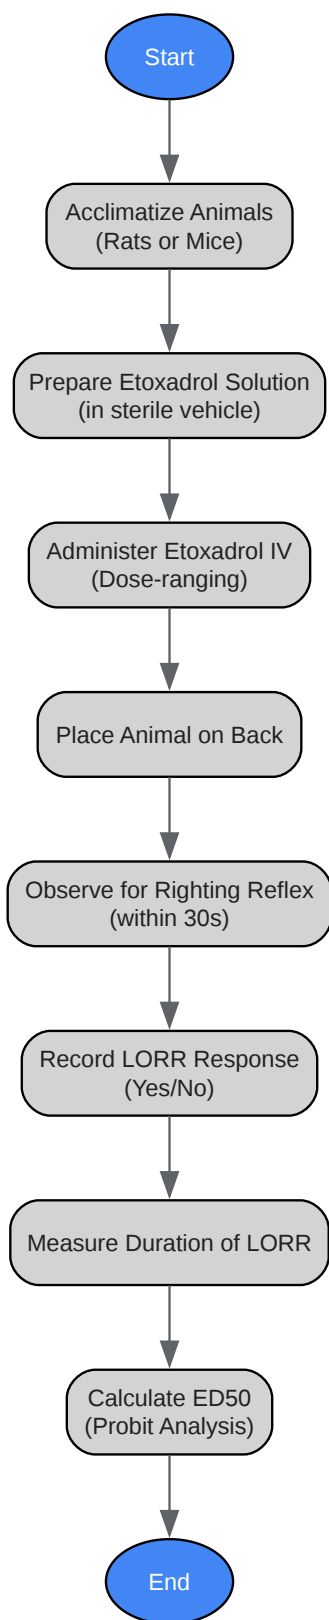 Start
Acclimatize Animals
(Rats or Mice)
Prepare Etoxadrol Solution
(in sterile vehicle)
Administer Etoxadrol IV
(Dose-ranging)
Place Animal on Back
Observe for Righting Reflex
(within 30s)
Record LORR Response
(Yes/No)
Measure Duration of LORR
Calculate ED50
(Probit Analysis)
End